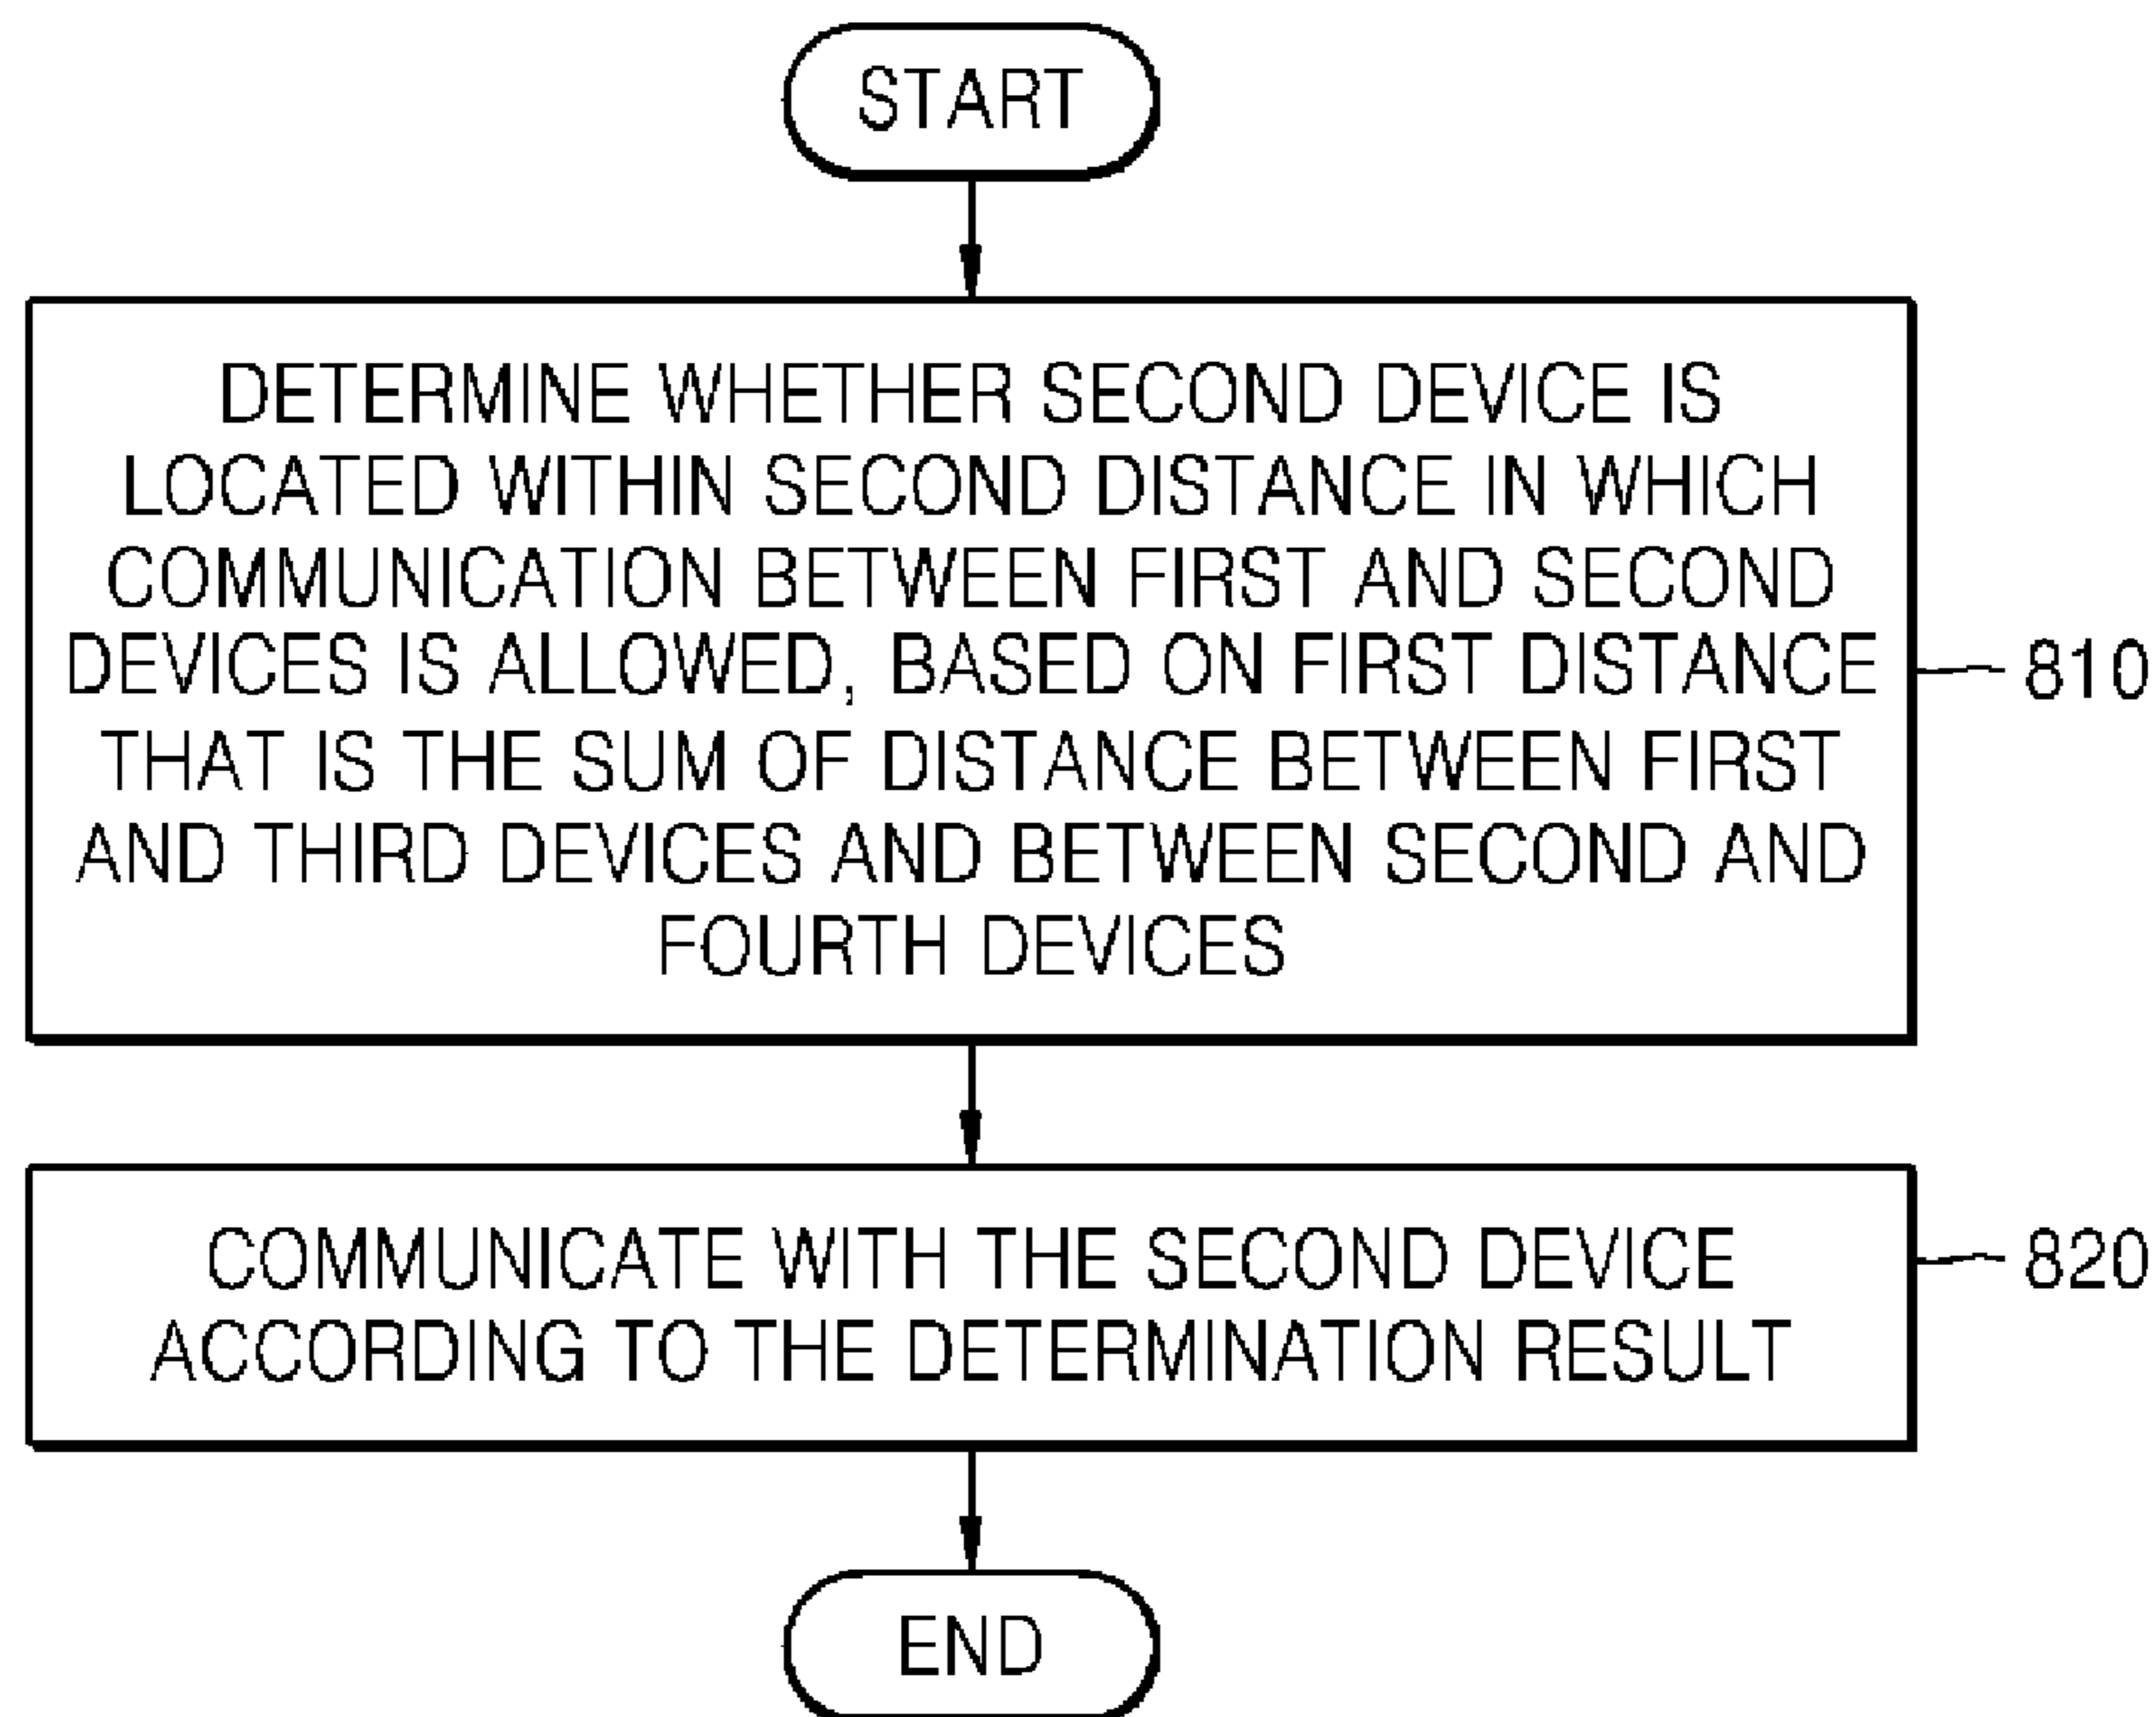 START
DETERMINE WHETHER SECOND DEVICE IS
LOCATED WITHIN SECOND DISTANCE IN WHICH
COMMUNICATION BETWEEN FIRST AND SECOND
DEVICES IS ALLOWED, BASED ON FIRST DISTANCE
THAT IS THE SUM OF DISTANCE BETWEEN FIRST
AND THIRD DEVICES AND BETWEEN SECOND AND
FOURTH DEVICES
810
COMMUNICATE WITH THE SECOND DEVICE
ACCORDING TO THE DETERMINATION RESULT
820
END